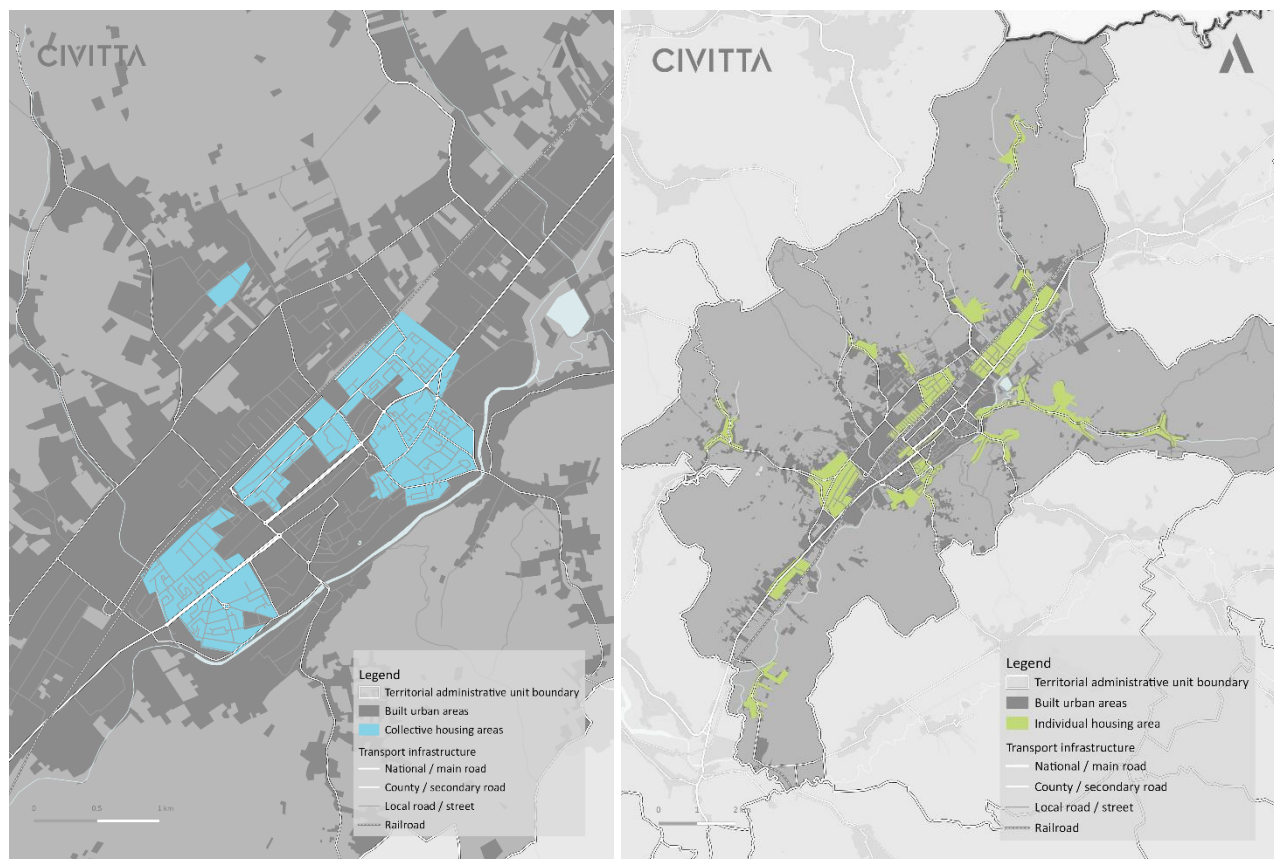 CIVITTA
Legend
Territorial administrative unit boundary
Built urban areas
Collective housing areas
Transport infrastructure
National / main road
County / secondary road
Local road / street
Railroad
0 0.5 1 km
CIVITTA
Legend
Territorial administrative unit boundary
Built urban areas
Individual housing area
Transport infrastructure
National / main road
County / secondary road
Local road / street
Railroad
0 1 2 km